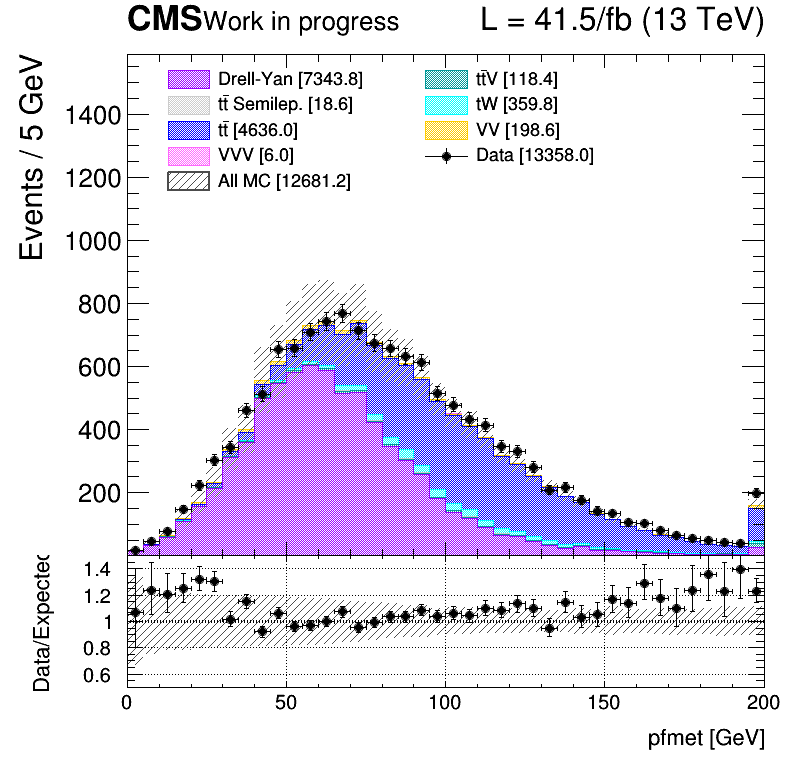 CMS Work in progress L = 41.5/fb (13 TeV)
Events / 5 GeV
Drell-Yan [7343.8]
tt̄ Semilep. [18.6]
tt̄ [4636.0]
VVV [6.0]
All MC [12681.2]
tt̄V [118.4]
tW [359.8]
VV [198.6]
Data [13358.0]
1400
1200
1000
800
600
400
200
Data/Expected
1.4
1.2
1
0.8
0.6
0 50 100 150 200
pfmet [GeV]